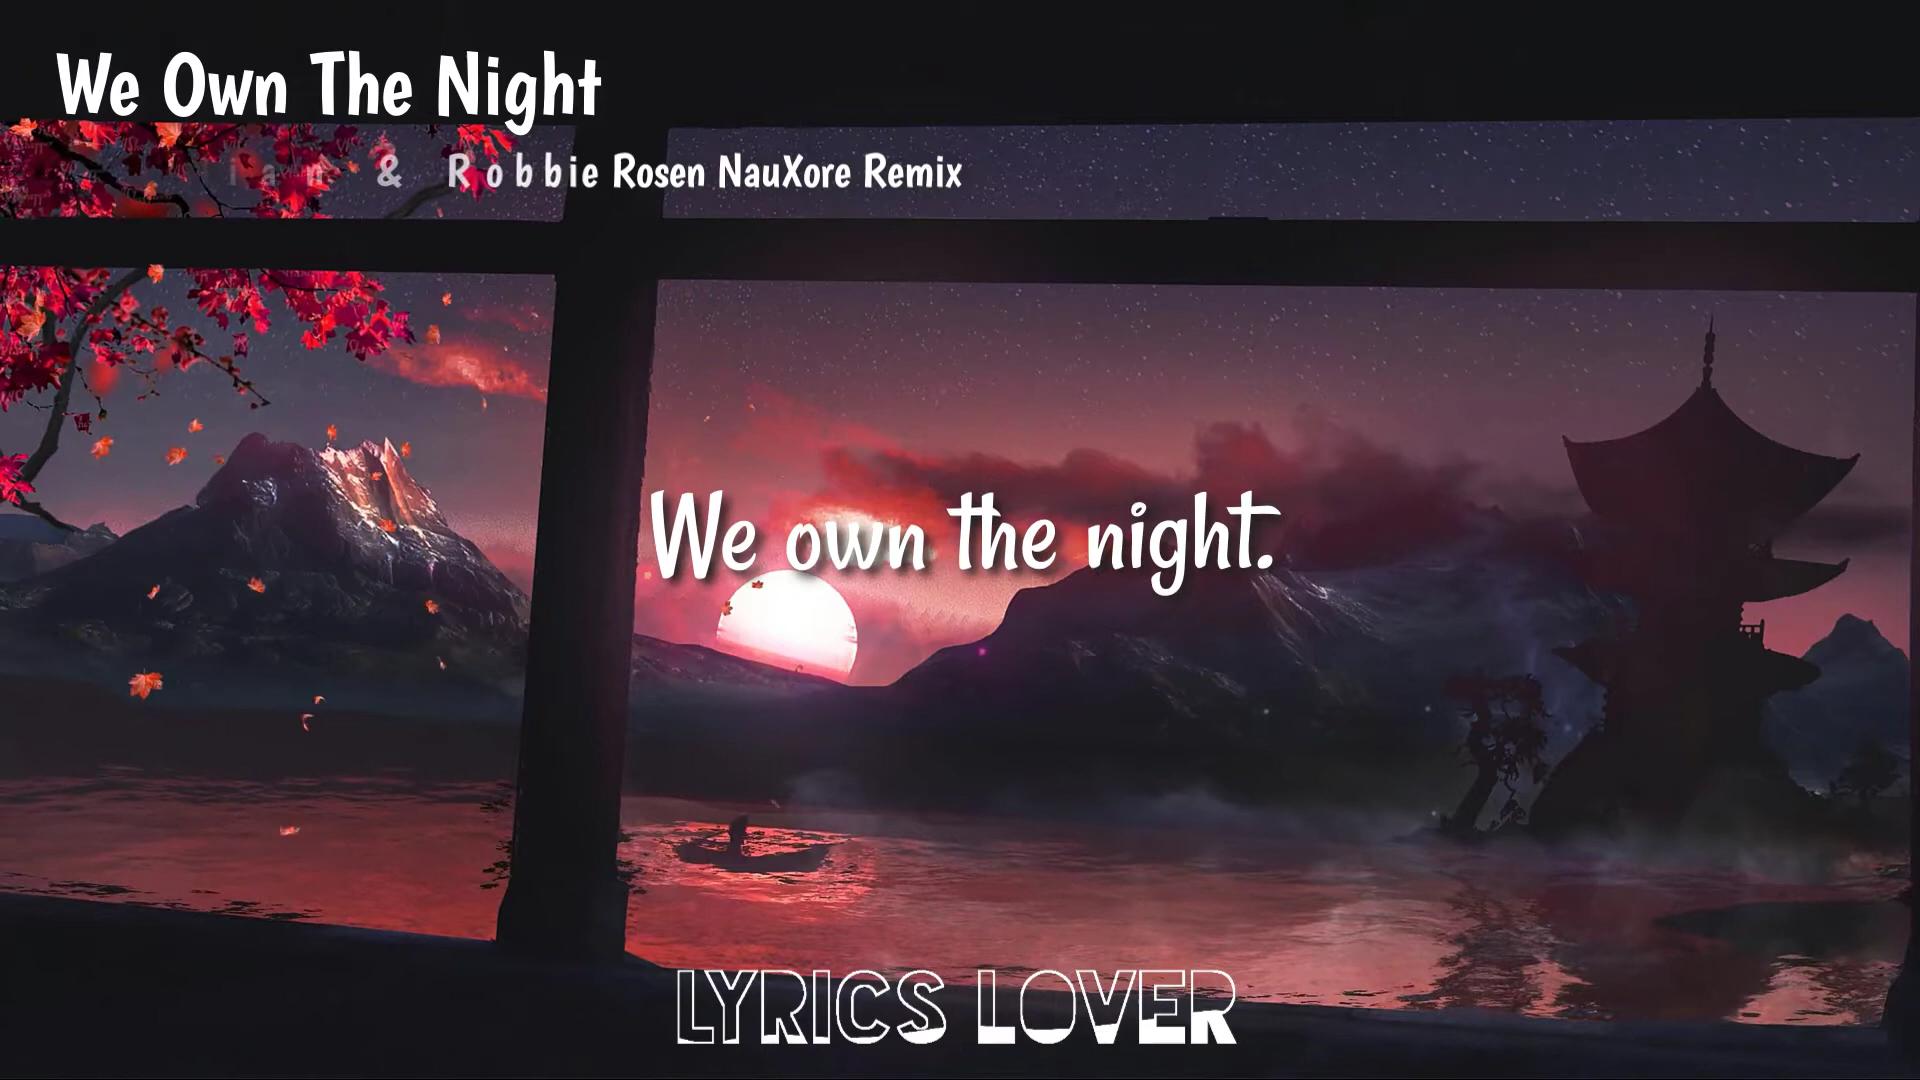 We Own The Night
& Robbie Rosen NauXore Remix
We own the night.
LYRICS LOVER